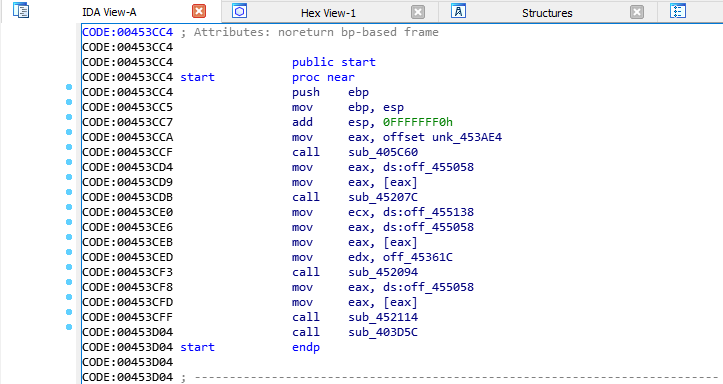 IDA View-A Hex View-1 Structures
CODE:00453CC4 ; Attributes: noreturn bp-based frame
CODE:00453CC4
CODE:00453CC4 public start
CODE:00453CC4 start proc near
CODE:00453CC4 push ebp
CODE:00453CC5 mov ebp, esp
CODE:00453CC7 add esp, 0FFFFFFF0h
CODE:00453CCA mov eax, offset unk_453AE4
CODE:00453CCF call sub_405C60
CODE:00453CD4 mov eax, ds:off_455058
CODE:00453CD9 mov eax, [eax]
CODE:00453CDB call sub_45207C
CODE:00453CE0 mov ecx, ds:off_455138
CODE:00453CE6 mov eax, ds:off_455058
CODE:00453CEB mov eax, [eax]
CODE:00453CED mov edx, off_45361C
CODE:00453CF3 call sub_452094
CODE:00453CF8 mov eax, ds:off_455058
CODE:00453CFD mov eax, [eax]
CODE:00453CFF call sub_452114
CODE:00453D04 call sub_403D5C
CODE:00453D04 start endp
CODE:00453D04
CODE:00453D04 ; ---------------------------------------------------------------------------